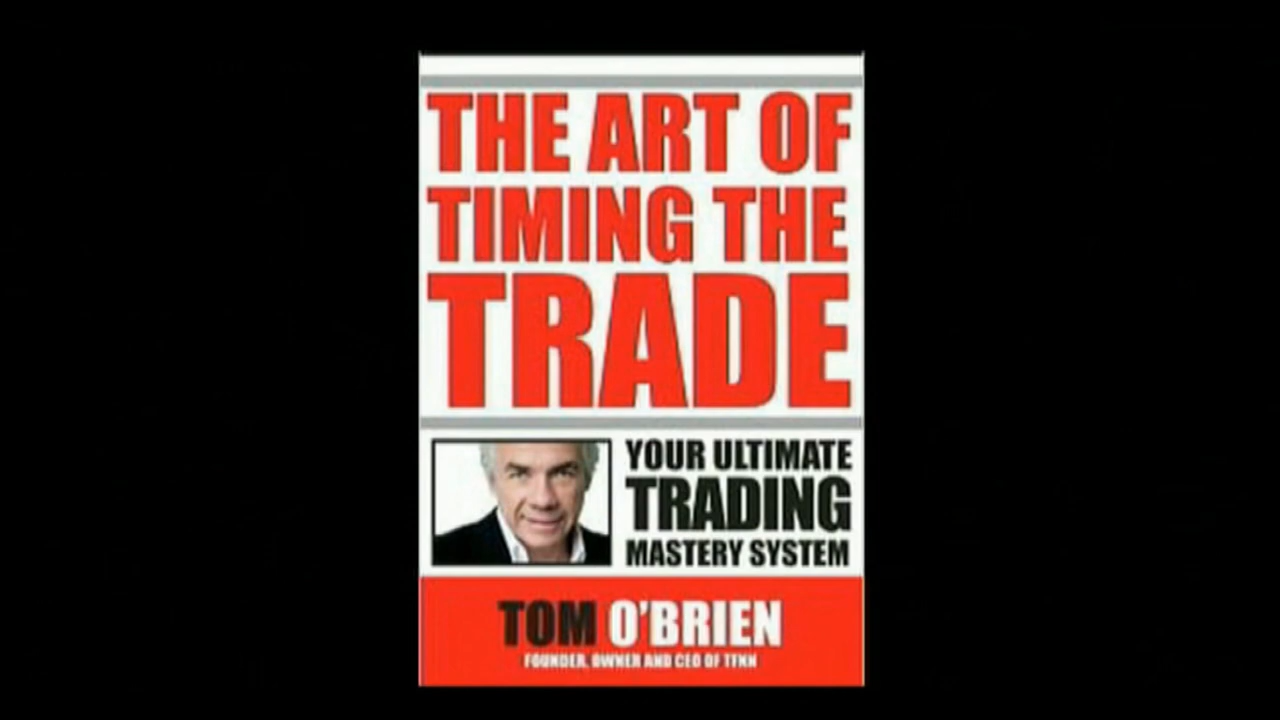 THE ART OF
TIMING THE
TRADE
YOUR ULTIMATE
TRADING
MASTERY SYSTEM
TOM O'BRIEN
FOUNDER, OWNER AND CEO OF TFNN